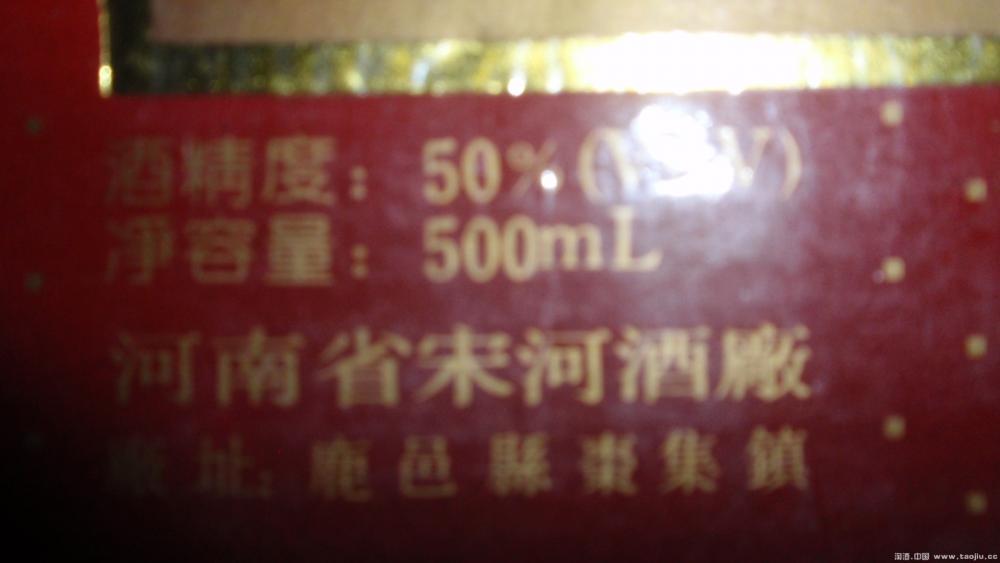 酒精度：50%(V/V)
淨容量：500mL
河南省宋河酒廠
廠址：鹿邑縣棗集鎮
淘酒.中国 www.taojiu.cc